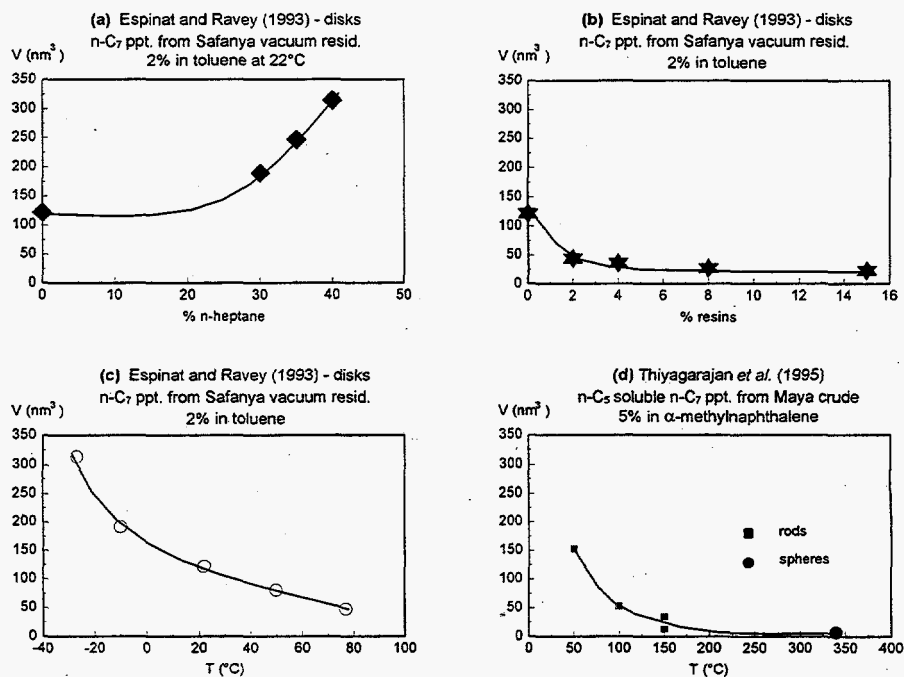 (a) Espinat and Ravey (1993) - disks
n-C₇ ppt. from Safanya vacuum resid.
2% in toluene at 22°C
V (nm³)
350
300
250
200
150
100
50
0
0 10 20 30 40 50
% n-heptane
(b) Espinat and Ravey (1993) - disks
n-C₇ ppt. from Safanya vacuum resid.
2% in toluene
V (nm³)
350
300
250
200
150
100
50
0
0 2 4 6 8 10 12 14 16
% resins
(c) Espinat and Ravey (1993) - disks
n-C₇ ppt. from Safanya vacuum resid.
2% in toluene
V (nm³)
350
300
250
200
150
100
50
0
-40 -20 0 20 40 60 80 100
T (°C)
(d) Thiyagarajan et al. (1995)
n-C₅ soluble n-C₇ ppt. from Maya crude
5% in α-methylnaphthalene
V (nm³)
350
300
250
200
150
100
50
0
rods
spheres
0 50 100 150 200 250 300 350 400
T (°C)